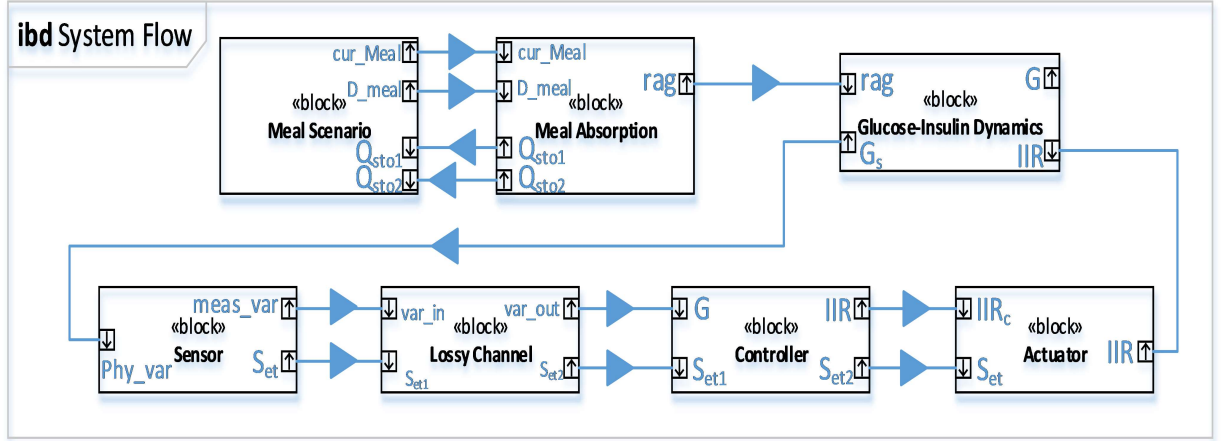 ibd System Flow
cur_Meal
D_meal
«block»
Meal Scenario
Qsto1
Qsto2
cur_Meal
D_meal
rag
«block»
Meal Absorption
Qsto1
Qsto2
rag
G
«block»
Glucose-Insulin Dynamics
Gs
IIR
meas_var
«block»
Sensor
Set
Phy_var
var_in
var_out
«block»
Lossy Channel
Set1
Set2
G
IIR
«block»
Controller
Set1
Set2
IIRc
«block»
Actuator
IIR
Set